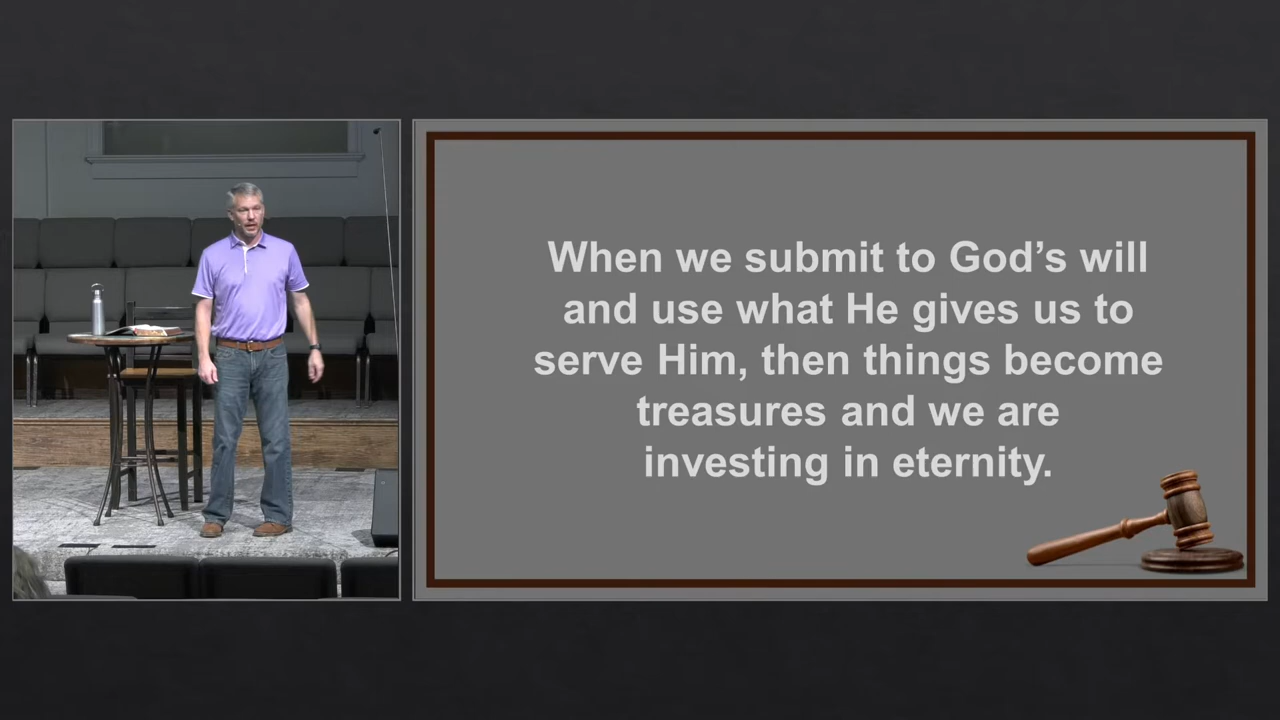 When we submit to God’s will
and use what He gives us to
serve Him, then things become
treasures and we are
investing in eternity.